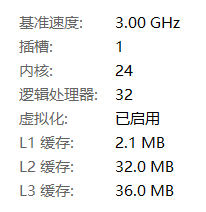 基准速度: 3.00 GHz
插槽: 1
内核: 24
逻辑处理器: 32
虚拟化: 已启用
L1 缓存: 2.1 MB
L2 缓存: 32.0 MB
L3 缓存: 36.0 MB